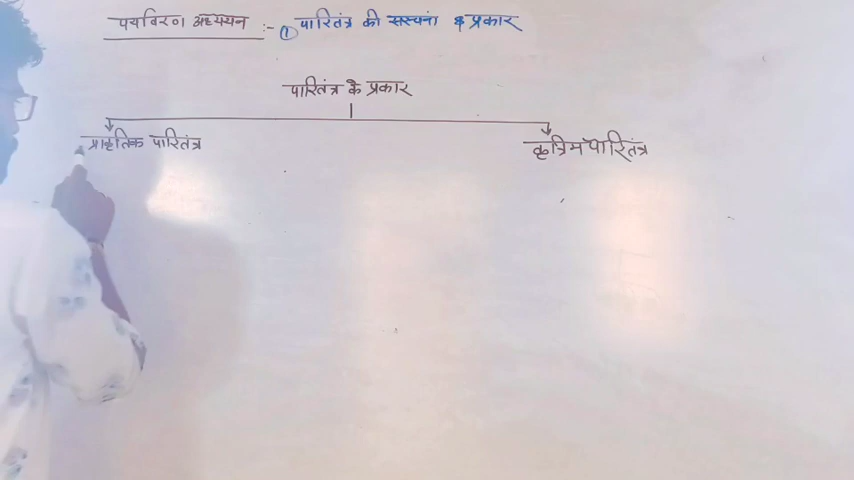 पर्यावरण अध्ययन :- ① पारितंत्र की संरचना & प्रकार
पारितंत्र के प्रकार
प्राकृतिक पारितंत्र
कृत्रिम पारितंत्र